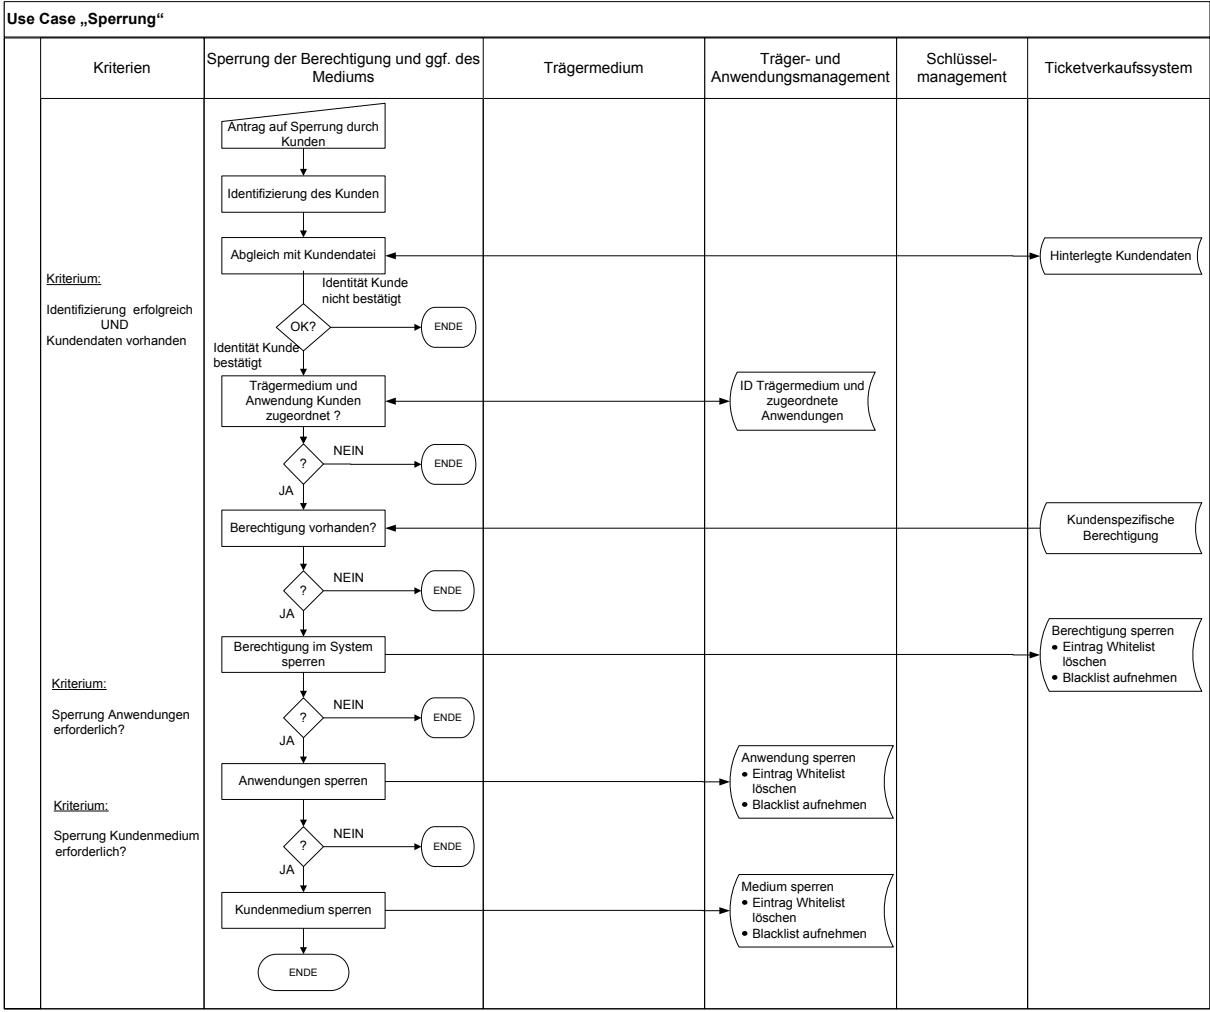 Use Case „Sperrung“
Kriterien
Sperrung der Berechtigung und ggf. des
Mediums
Trägermedium
Träger- und
Anwendungsmanagement
Schlüssel-
management
Ticketverkaufssystem
Antrag auf Sperrung durch
Kunden
Identifizierung des Kunden
Abgleich mit Kundendatei
Hinterlegte Kundendaten
Kriterium:
Identifizierung erfolgreich
UND
Kundendaten vorhanden
Identität Kunde
nicht bestätigt
OK?
ENDE
Identität Kunde
bestätigt
Trägermedium und
Anwendung Kunden
zugeordnet ?
ID Trägermedium und
zugeordnete
Anwendungen
?
NEIN
ENDE
JA
Berechtigung vorhanden?
Kundenspezifische
Berechtigung
?
NEIN
ENDE
JA
Berechtigung im System
sperren
Berechtigung sperren
• Eintrag Whitelist
löschen
• Blacklist aufnehmen
Kriterium:
Sperrung Anwendungen
erforderlich?
?
NEIN
ENDE
JA
Anwendungen sperren
Anwendung sperren
• Eintrag Whitelist
löschen
• Blacklist aufnehmen
Kriterium:
Sperrung Kundenmedium
erforderlich?
?
NEIN
ENDE
JA
Kundenmedium sperren
Medium sperren
• Eintrag Whitelist
löschen
• Blacklist aufnehmen
ENDE